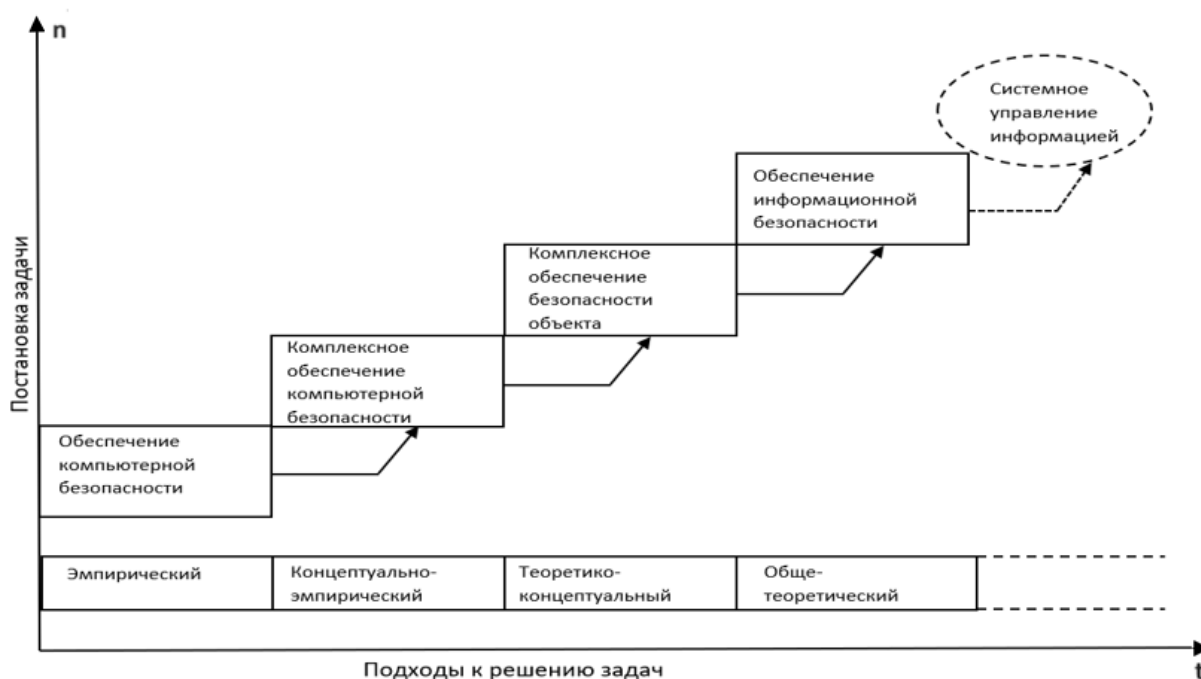 n
Системное
управление
информацией
Обеспечение
информационной
безопасности
Комплексное
обеспечение
безопасности
объекта
Комплексное
обеспечение
компьютерной
безопасности
Обеспечение
компьютерной
безопасности
Постановка задачи
Эмпирический
Концептуально-
эмпирический
Теоретико-
концептуальный
Обще-
теоретический
Подходы к решению задач
t